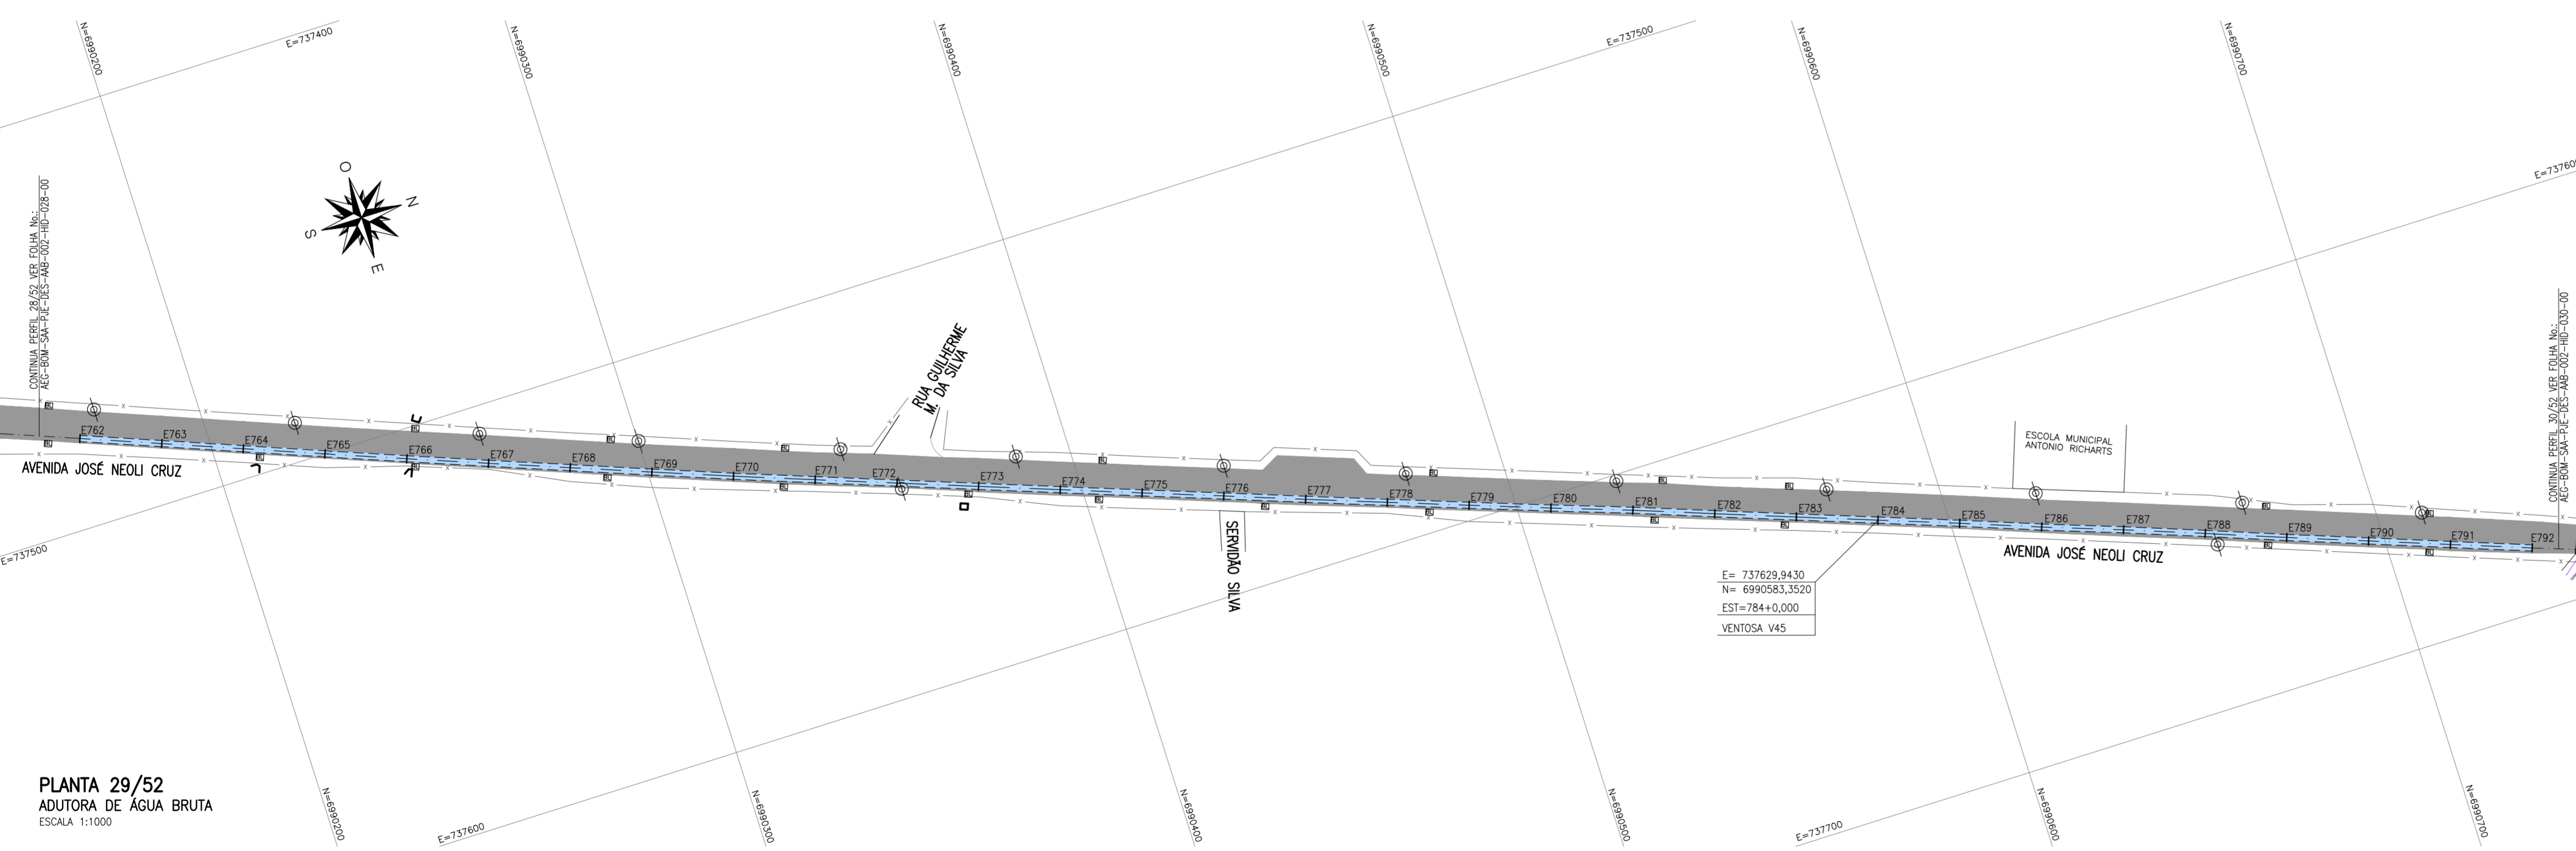 N=6990200
E=737400
N=6990300
N=6990400
N=6990500
E=737500
N=6990600
N=6990700
O
N
S
E
CONTINUA PERFIL 28/52 VER FOLHA No.:
AEG-BOM-SAA-PJE-DES-AAB-002-HID-028-00
RUA GUILHERME
M. DA SILVA
ESCOLA MUNICIPAL
ANTONIO RICHARTS
CONTINUA PERFIL 30/52 VER FOLHA No.:
AEG-BOM-SAA-PJE-DES-AAB-002-HID-030-00
E762
E763
E764
E765
E766
E767
E768
E769
E770
E771
E772
E773
E774
E775
E776
E777
E778
E779
E780
E781
E782
E783
E784
E785
E786
E787
E788
E789
E790
E791
E792
AVENIDA JOSÉ NEOLI CRUZ
SERVIDÃO SILVA
AVENIDA JOSÉ NEOLI CRUZ
E=737500
E= 737629,9430
N= 6990583,3520
EST=784+0,000
VENTOSA V45
PLANTA 29/52
ADUTORA DE ÁGUA BRUTA
ESCALA 1:1000
N=6990200
E=737600
N=6990300
N=6990400
N=6990500
E=737700
N=6990600
N=6990700